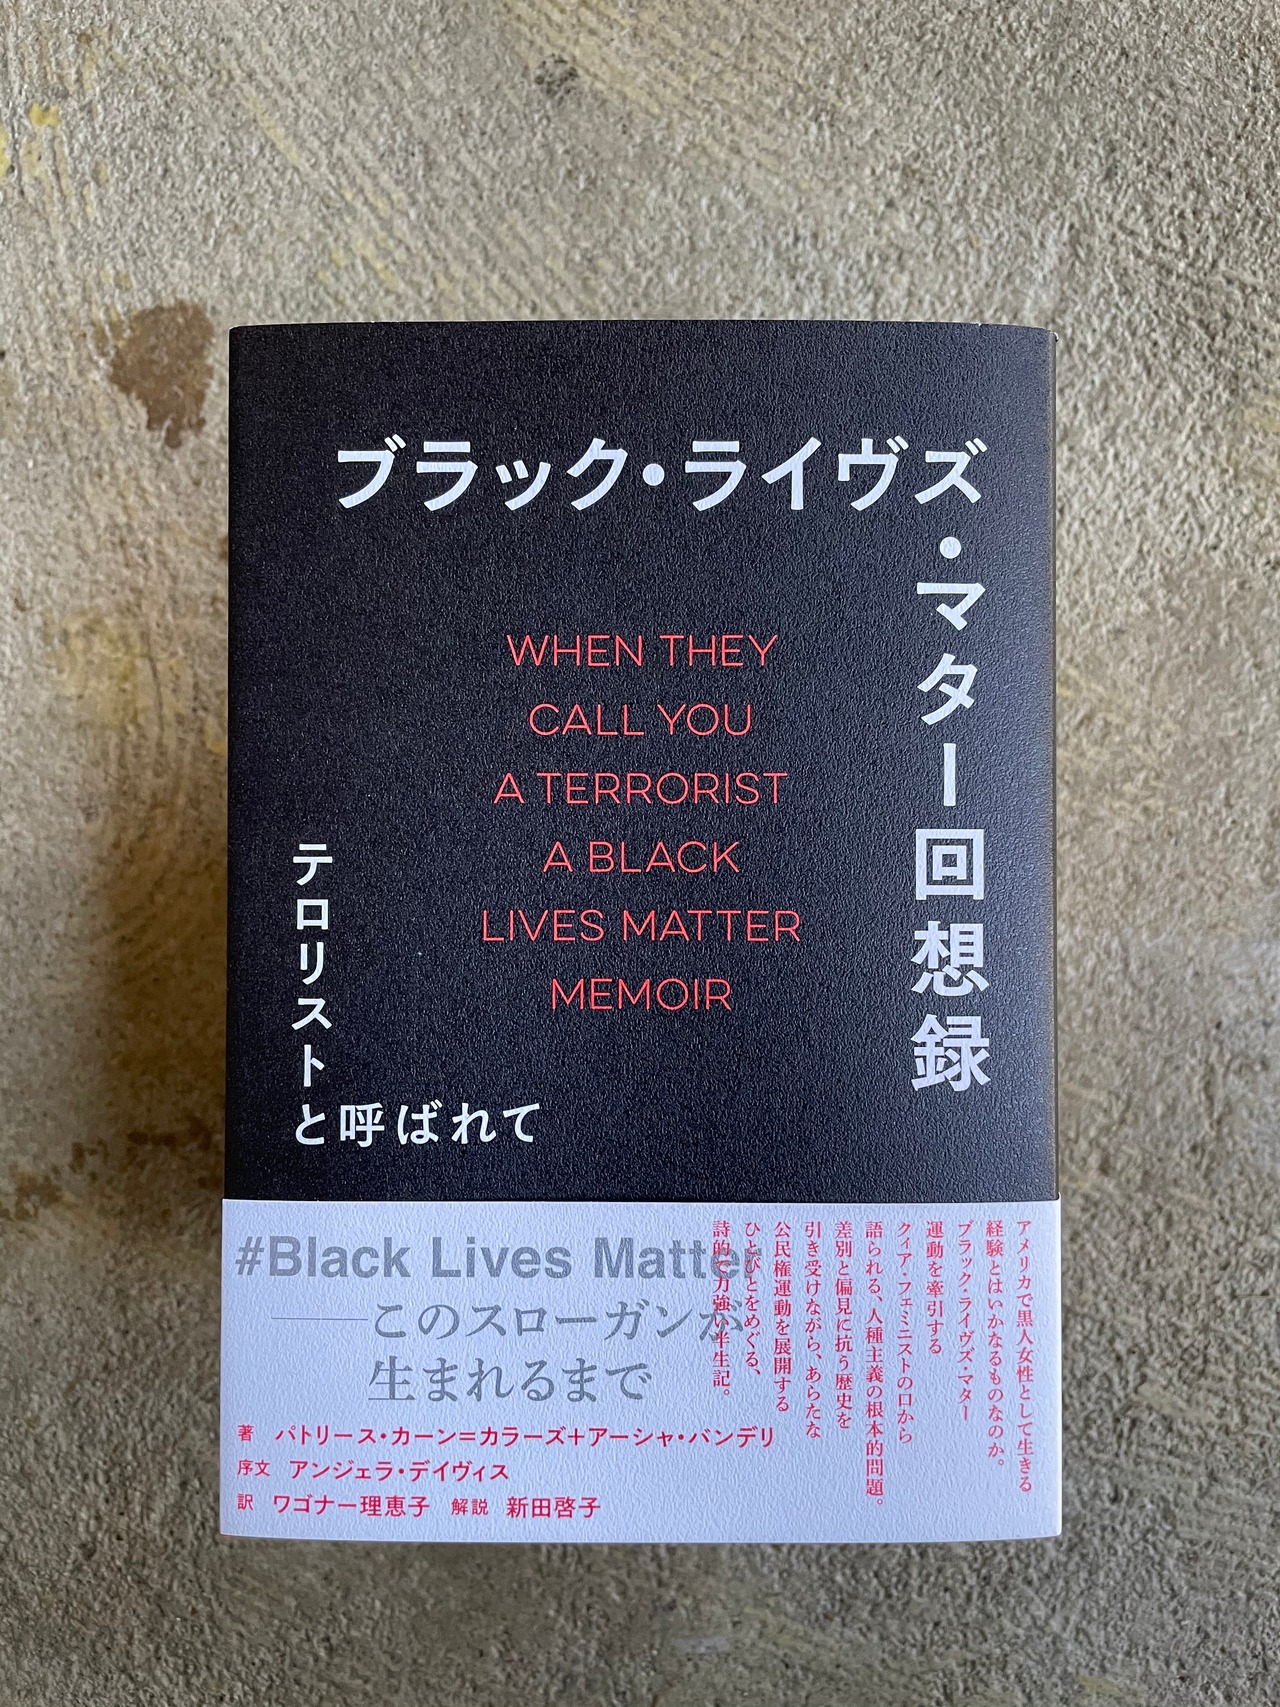 ブラック・ライヴズ・マター回想録
WHEN THEY
CALL YOU
A TERRORIST
A BLACK
LIVES MATTER
MEMOIR
テロリストと呼ばれて
#Black Lives Matter
——このスローガンが
生まれるまで
アメリカで黒人女性として生きる
経験とはいかなるものなのか。
ブラック・ライヴズ・マター
運動を牽引する
クィア・フェミニストの口から
語られる、人種主義の根本的問題。
差別と偏見に抗う歴史を
引き受けながら、あらたな
公民権運動を展開する
ひとびとをめぐる、
詩的で力強い半生記。
著 パトリース・カーン＝カラーズ＋アーシャ・バンデリ
序文 アンジェラ・デイヴィス
訳 ワゴナー理恵子 解説 新田啓子